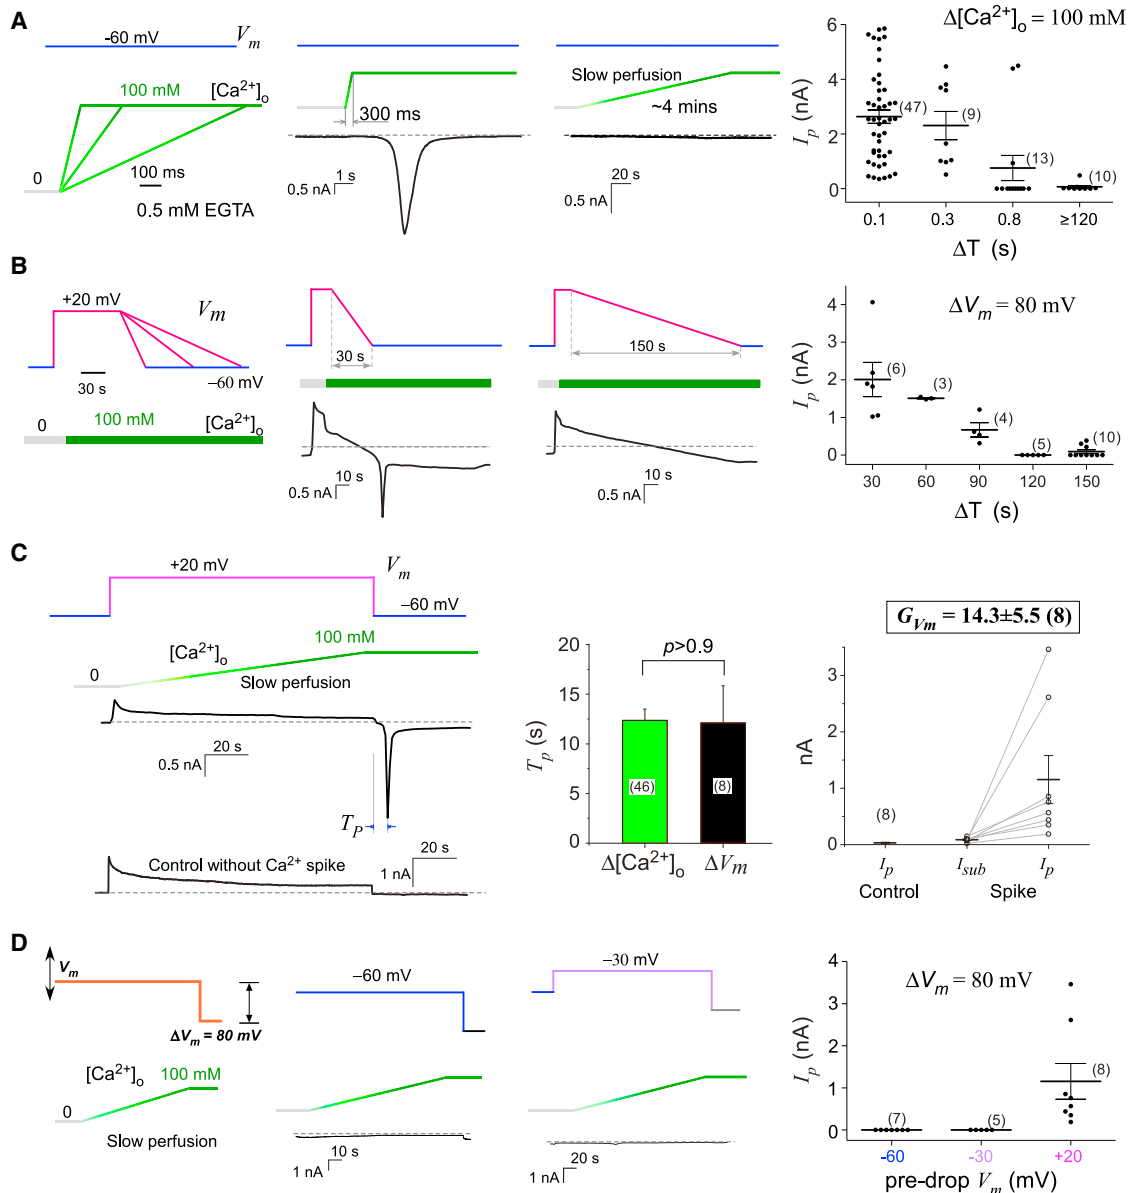 A
-60 mV
Vm
100 mM
[Ca2+]o
0
100 ms
0.5 mM EGTA
300 ms
0.5 nA
1 s
Slow perfusion
~4 mins
0.5 nA
20 s
Δ[Ca2+]o = 100 mM
Ip (nA)
6
4
2
0
(47)
(9)
(13)
(10)
0.1
0.3
0.8
≥120
ΔT (s)
B
+20 mV
Vm
30 s
−60 mV
0
100 mM
[Ca2+]o
30 s
0.5 nA
10 s
150 s
0.5 nA
10 s
ΔVm = 80 mV
Ip (nA)
4
3
2
1
0
(6)
(3)
(4)
(5)
(10)
30
60
90
120
150
ΔT (s)
C
+20 mV
Vm
−60 mV
100 mM
[Ca2+]o
0
Slow perfusion
20 s
0.5 nA
TP
Control without Ca2+ spike
20 s
1 nA
20
15
10
5
0
Tp (s)
p>0.9
(46)
(8)
Δ[Ca2+]o
ΔVm
GVm = 14.3±5.5 (8)
nA
3
2
1
0
(8)
Ip
Isub
Ip
Control
Spike
D
Vm
ΔVm = 80 mV
[Ca2+]o
100 mM
0
Slow perfusion
−60 mV
10 s
1 nA
−30 mV
20 s
1 nA
ΔVm = 80 mV
Ip (nA)
4
3
2
1
0
(7)
(5)
(8)
-60
-30
+20
pre-drop Vm (mV)